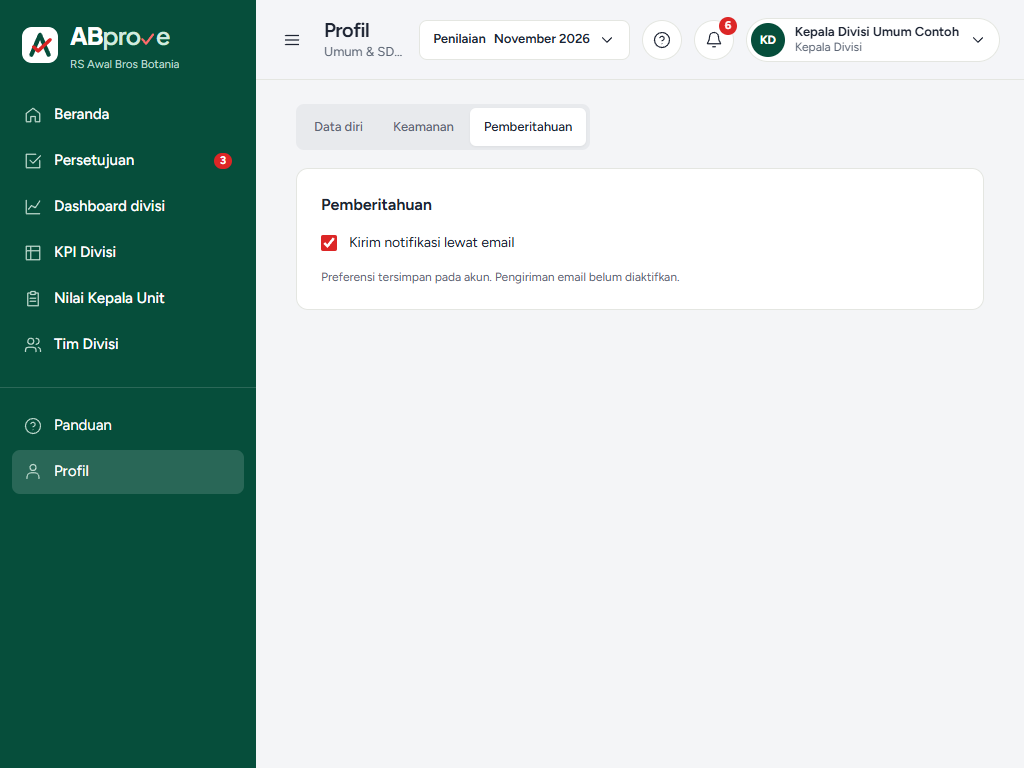 ABprove
RS Awal Bros Botania
Beranda
Persetujuan 3
Dashboard divisi
KPI Divisi
Nilai Kepala Unit
Tim Divisi
Panduan
Profil
Profil
Umum & SD...
Penilaian November 2026
6
KD
Kepala Divisi Umum Contoh
Kepala Divisi
Data diri Keamanan Pemberitahuan
Pemberitahuan
Kirim notifikasi lewat email
Preferensi tersimpan pada akun. Pengiriman email belum diaktifkan.